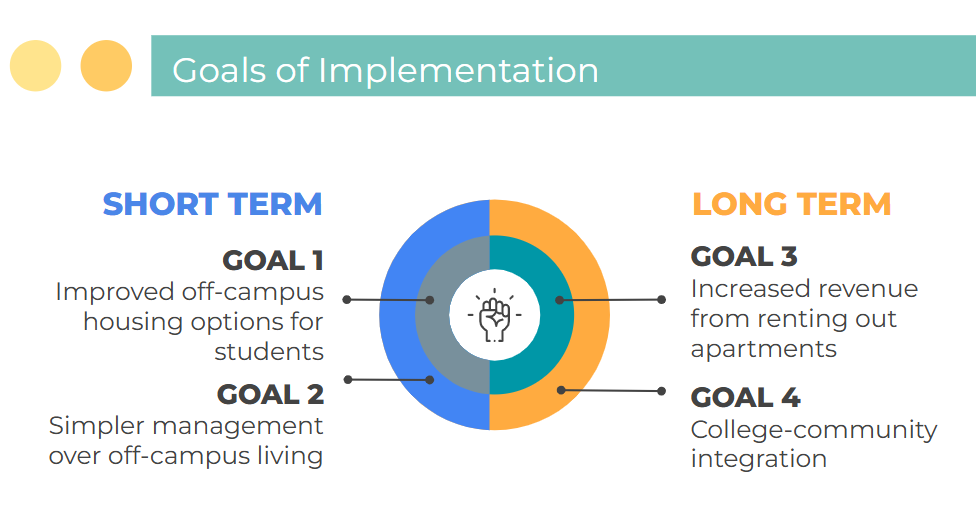 Goals of Implementation
SHORT TERM
GOAL 1
Improved off-campus
housing options for
students
GOAL 2
Simpler management
over off-campus living
LONG TERM
GOAL 3
Increased revenue
from renting out
apartments
GOAL 4
College-community
integration